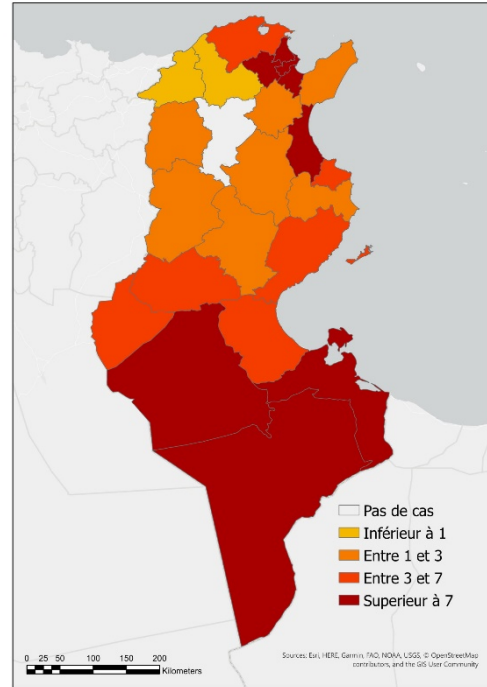 Pas de cas
Inférieur à 1
Entre 1 et 3
Entre 3 et 7
Superieur à 7
Sources: Esri, HERE, Garmin, FAO, NOAA, USGS, © OpenStreetMap
contributors, and the GIS User Community
0 25 50 100 150 200
Kilometers